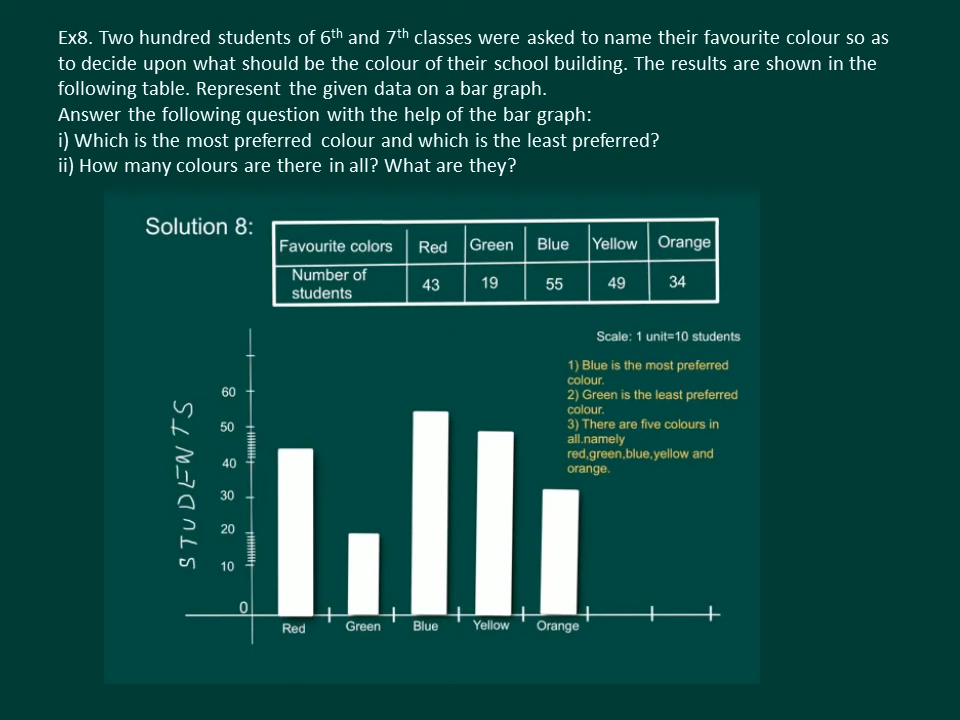 Ex8. Two hundred students of 6th and 7th classes were asked to name their favourite colour so as
to decide upon what should be the colour of their school building. The results are shown in the
following table. Represent the given data on a bar graph.
Answer the following question with the help of the bar graph:
i) Which is the most preferred colour and which is the least preferred?
ii) How many colours are there in all? What are they?
Solution 8:
Favourite colors Red Green Blue Yellow Orange
Number of
students 43 19 55 49 34
Scale: 1 unit=10 students
1) Blue is the most preferred
colour.
2) Green is the least preferred
colour.
3) There are five colours in
all.namely
red,green,blue,yellow and
orange.
STUDENTS
60
50
40
30
20
10
0
Red Green Blue Yellow Orange